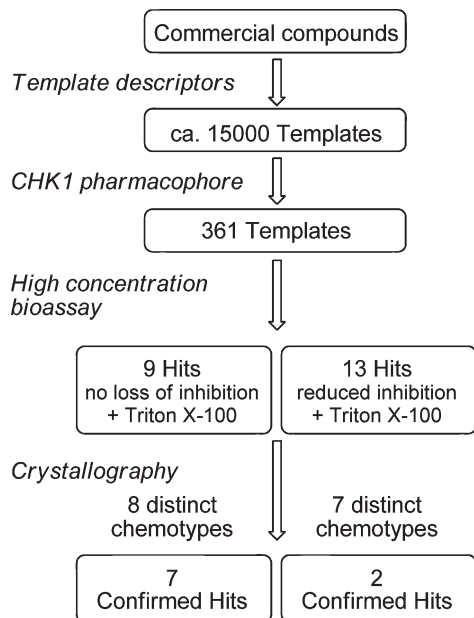 Commercial compounds
Template descriptors
ca. 15000 Templates
CHK1 pharmacophore
361 Templates
High concentration
bioassay
9 Hits
no loss of inhibition
+ Triton X-100
13 Hits
reduced inhibition
+ Triton X-100
Crystallography
8 distinct
chemotypes
7 distinct
chemotypes
7
Confirmed Hits
2
Confirmed Hits